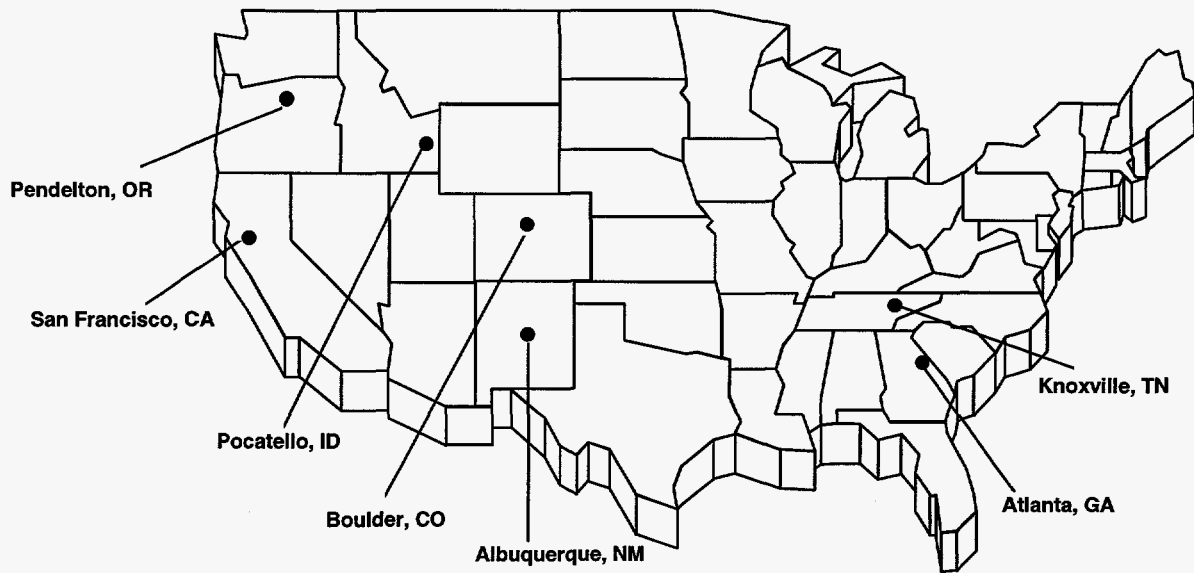 Pendelton, OR
San Francisco, CA
Pocatello, ID
Boulder, CO
Albuquerque, NM
Knoxville, TN
Atlanta, GA